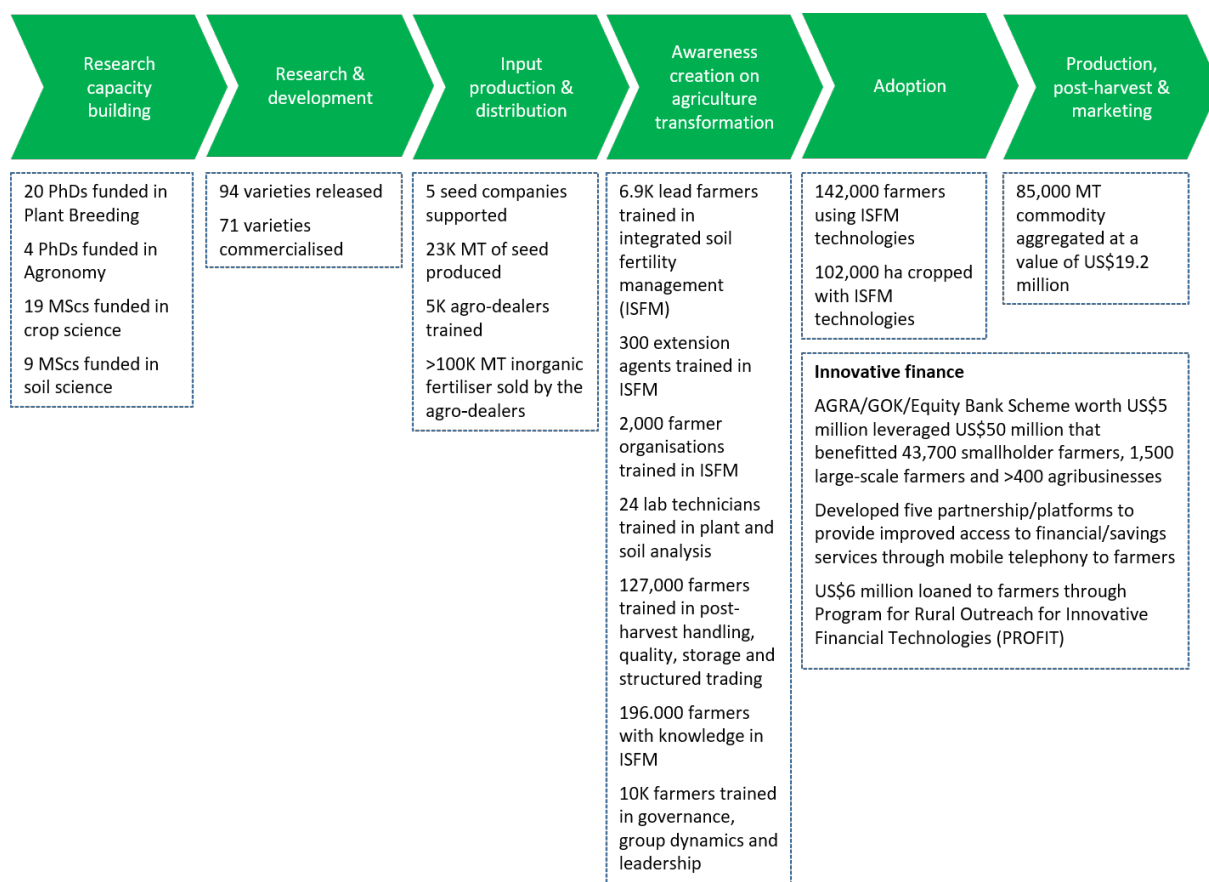 Research
capacity
building
Research &
development
Input
production &
distribution
Awareness
creation on
agriculture
transformation
Adoption
Production,
post-harvest &
marketing
20 PhDs funded in
Plant Breeding
4 PhDs funded in
Agronomy
19 MScs funded in
crop science
9 MScs funded in
soil science
94 varieties released
71 varieties
commercialised
5 seed companies
supported
23K MT of seed
produced
5K agro-dealers
trained
>100K MT inorganic
fertiliser sold by the
agro-dealers
6.9K lead farmers
trained in
integrated soil
fertility
management
(ISFM)
300 extension
agents trained in
ISFM
2,000 farmer
organisations
trained in ISFM
24 lab technicians
trained in plant and
soil analysis
127,000 farmers
trained in post-
harvest handling,
quality, storage and
structured trading
196.000 farmers
with knowledge in
ISFM
10K farmers trained
in governance,
group dynamics and
leadership
142,000 farmers
using ISFM
technologies
102,000 ha cropped
with ISFM
technologies
85,000 MT
commodity
aggregated at a
value of US$19.2
million
Innovative finance
AGRA/GOK/Equity Bank Scheme worth US$5
million leveraged US$50 million that
benefitted 43,700 smallholder farmers, 1,500
large-scale farmers and >400 agribusinesses
Developed five partnership/platforms to
provide improved access to financial/savings
services through mobile telephony to farmers
US$6 million loaned to farmers through
Program for Rural Outreach for Innovative
Financial Technologies (PROFIT)